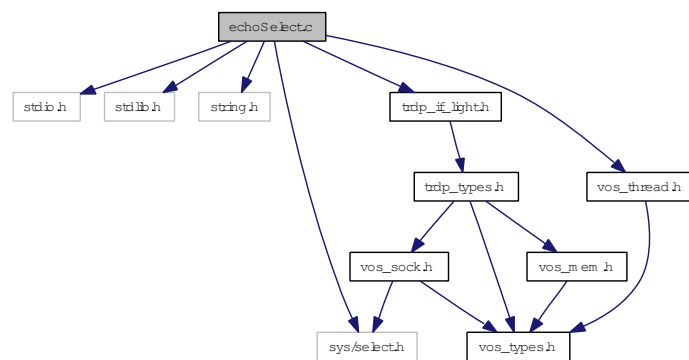 echoSelect.c
stdio.h
stdlib.h
string.h
trdp_if_light.h
trdp_types.h
vos_thread.h
vos_sock.h
vos_mem.h
sys/select.h
vos_types.h